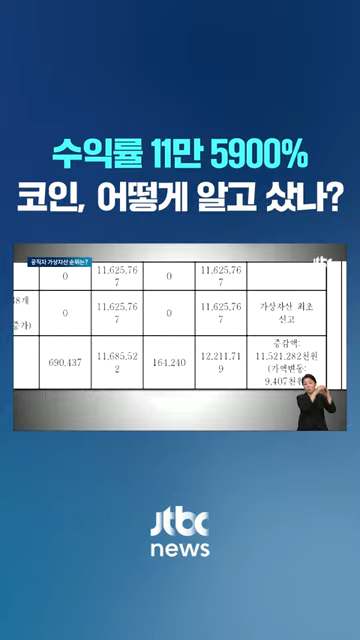 수익률 11만 5900%
코인, 어떻게 알고 샀나?
공직자 가상자산 순위는?
jtbc
0 11,625,76 0 11,625,76
7 7
38개 0 11,625,76 0 11,625,76 가상자산 최초
증가) 7 7 신고
690,437 11,685,52 164,240 12,211,71 증감액:
2 9 11,521,282천원
(가액변동:
9,407천원
jtbc
news